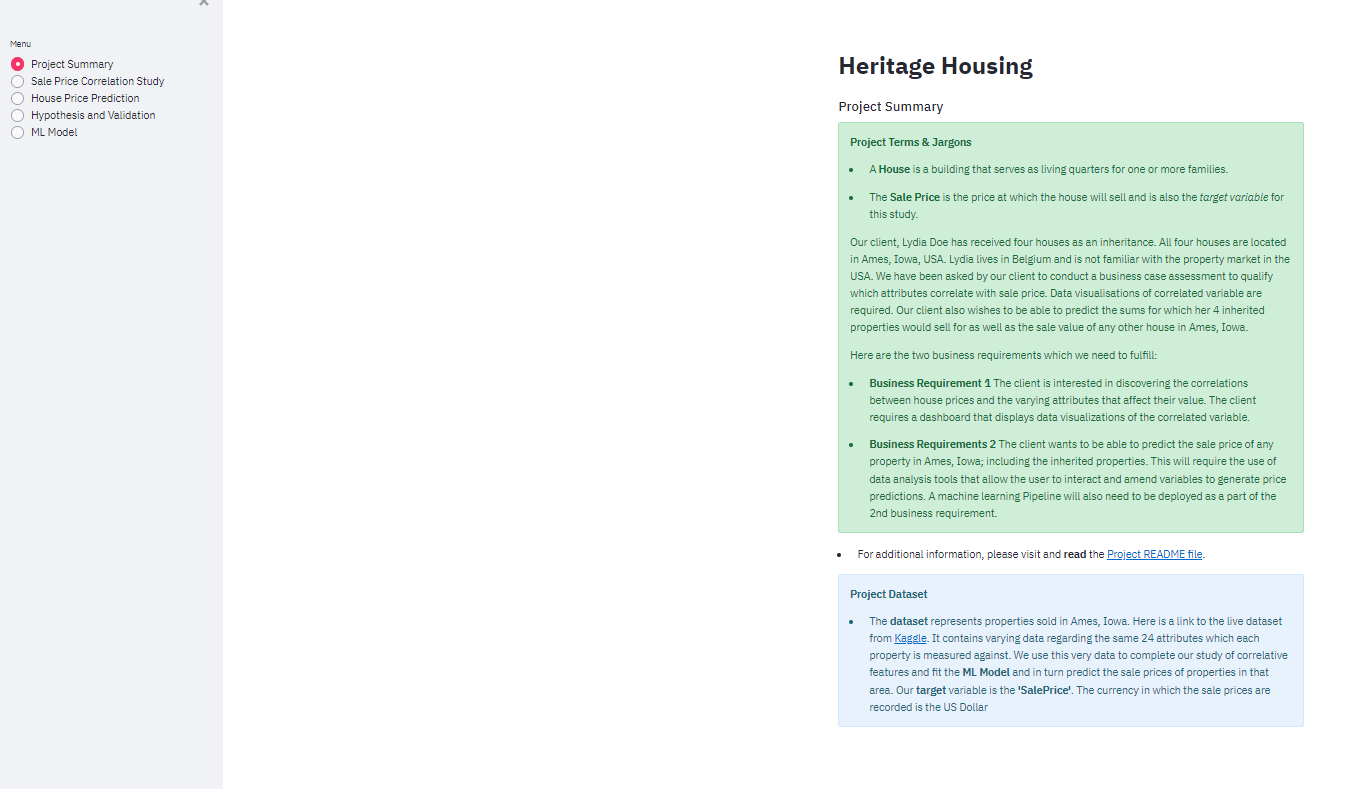 Menu
Project Summary
Sale Price Correlation Study
House Price Prediction
Hypothesis and Validation
ML Model
Heritage Housing
Project Summary
Project Terms & Jargons
• A House is a building that serves as living quarters for one or more families.
• The Sale Price is the price at which the house will sell and is also the target variable for
this study.
Our client, Lydia Doe has received four houses as an inheritance. All four houses are located
in Ames, Iowa, USA. Lydia lives in Belgium and is not familiar with the property market in the
USA. We have been asked by our client to conduct a business case assessment to qualify
which attributes correlate with sale price. Data visualisations of correlated variable are
required. Our client also wishes to be able to predict the sums for which her 4 inherited
properties would sell for as well as the sale value of any other house in Ames, Iowa.
Here are the two business requirements which we need to fulfill:
• Business Requirement 1 The client is interested in discovering the correlations
between house prices and the varying attributes that affect their value. The client
requires a dashboard that displays data visualizations of the correlated variable.
• Business Requirements 2 The client wants to be able to predict the sale price of any
property in Ames, Iowa; including the inherited properties. This will require the use of
data analysis tools that allow the user to interact and amend variables to generate price
predictions. A machine learning Pipeline will also need to be deployed as a part of the
2nd business requirement.
• For additional information, please visit and read the Project README file.
Project Dataset
• The dataset represents properties sold in Ames, Iowa. Here is a link to the live dataset
from Kaggle. It contains varying data regarding the same 24 attributes which each
property is measured against. We use this very data to complete our study of correlative
features and fit the ML Model and in turn predict the sale prices of properties in that
area. Our target variable is the 'SalePrice'. The currency in which the sale prices are
recorded is the US Dollar